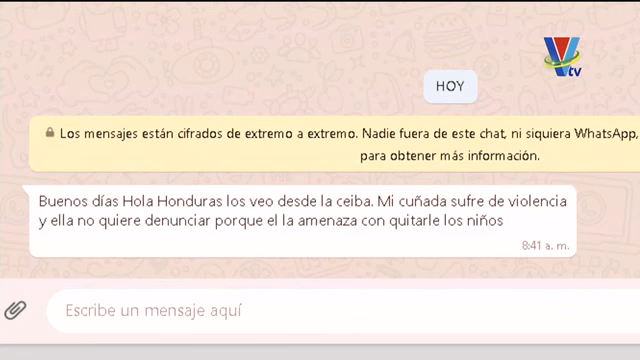 VTV
HOY
Los mensajes están cifrados de extremo a extremo. Nadie fuera de este chat, ni siquiera WhatsApp,
para obtener más información.
Buenos días Hola Honduras los veo desde la ceiba. Mi cuñada sufre de violencia
y ella no quiere denunciar porque el la amenaza con quitarle los niños
8:41 a. m.
Escribe un mensaje aquí